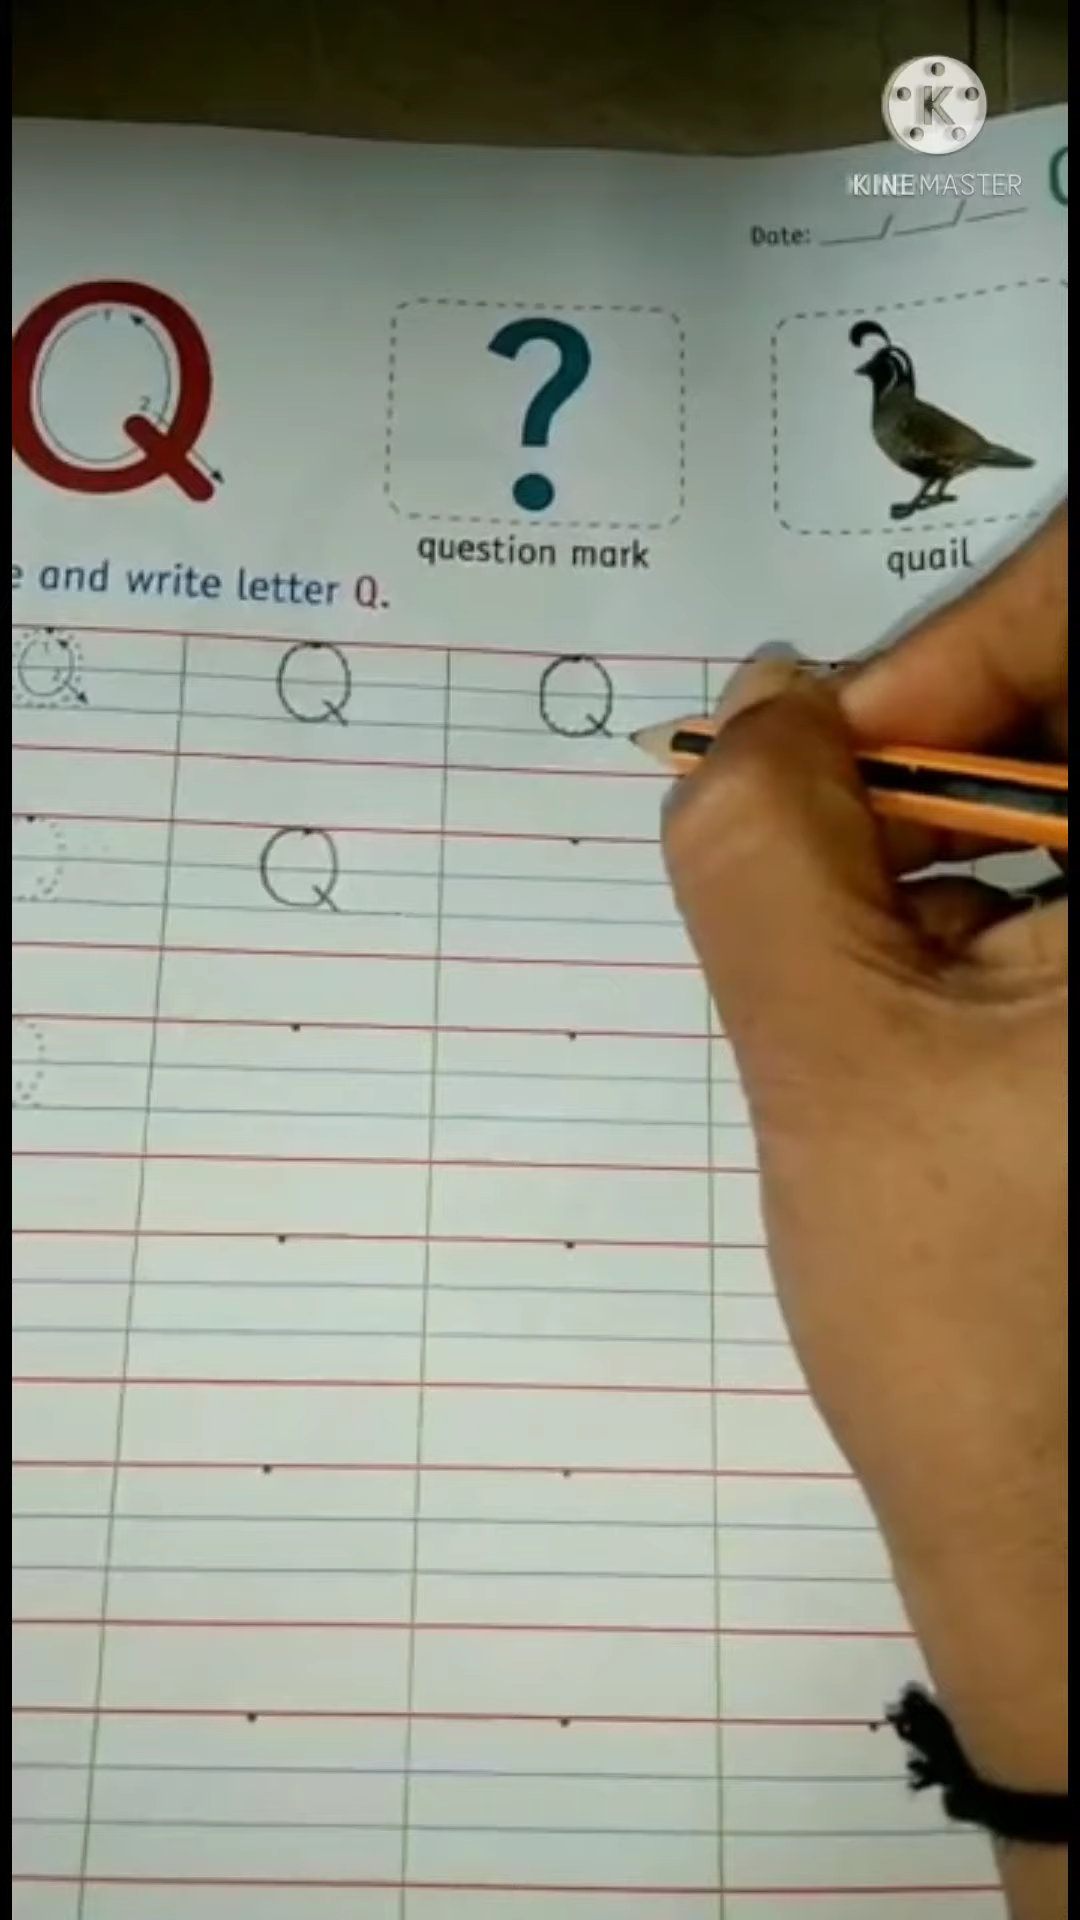 KINEMASTER
Date:
Q
question mark
quail
and write letter Q.
Q Q Q
Q